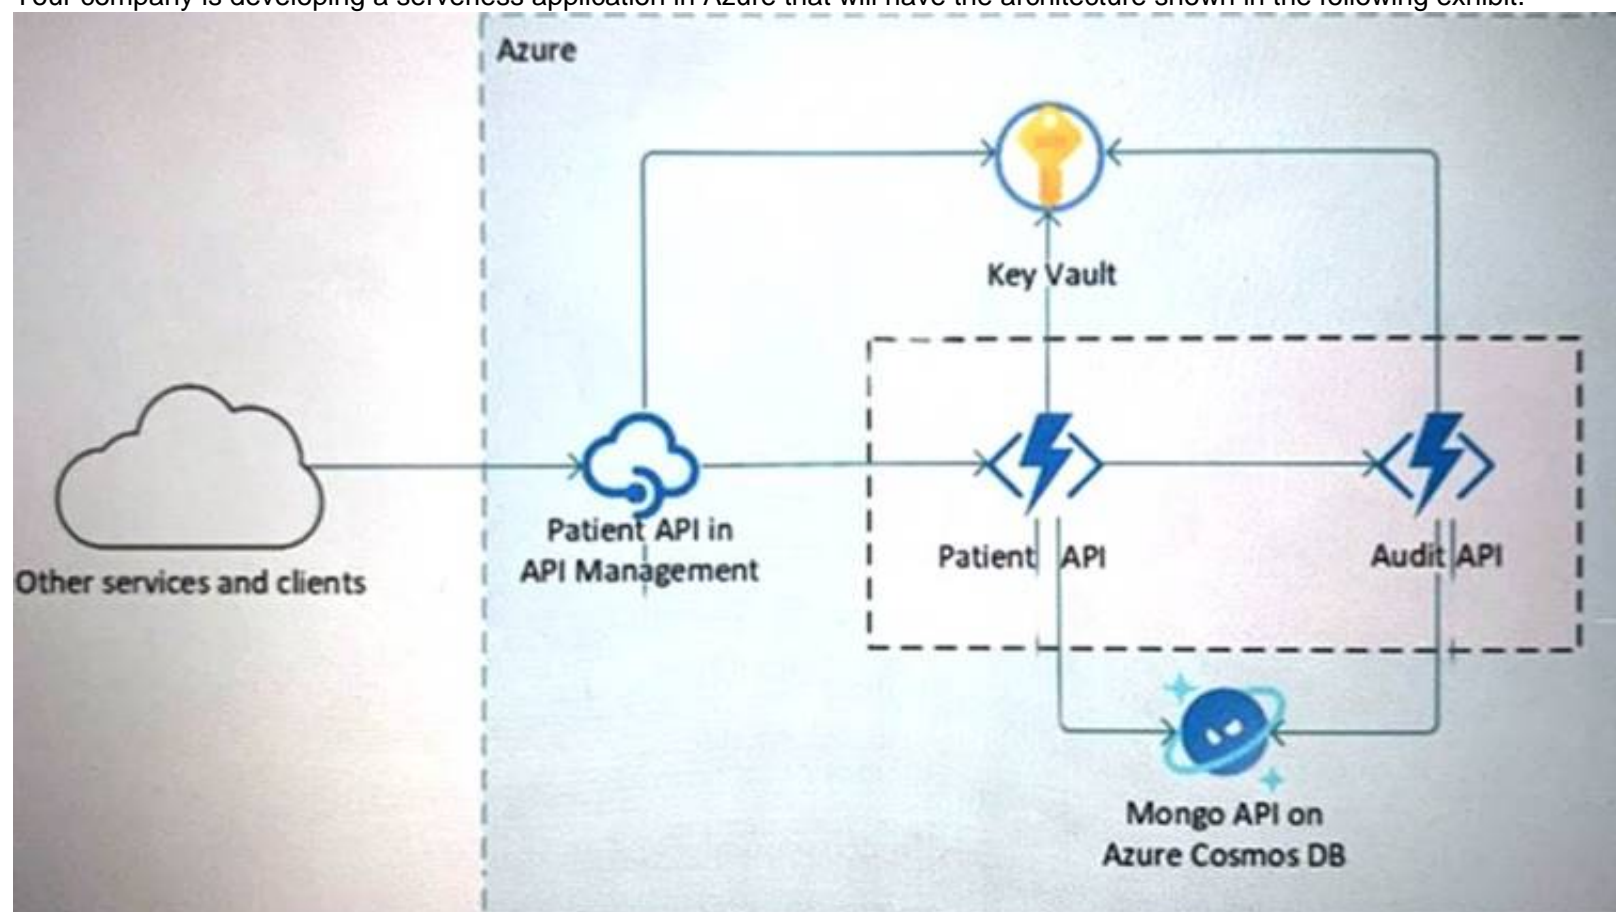 Your company is developing a serverless application in Azure that will have the architecture shown in the following exhibit.
Azure
Key Vault
Patient API in
API Management
Other services and clients
Patient API
Audit API
Mongo API on
Azure Cosmos DB